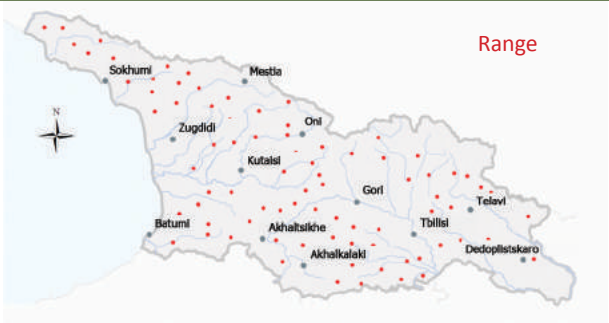 Range
Sokhumi
Mestia
N
Zugdidi
Oni
Kutaisi
Gori
Telavi
Batumi
Akhaltsikhe
Tbilisi
Akhalkalaki
Dedoplistskaro